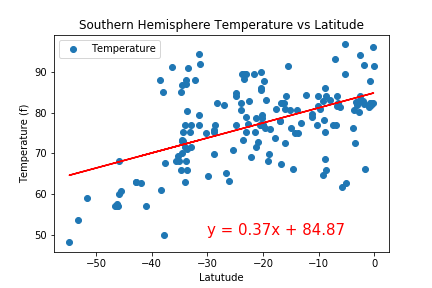 Southern Hemisphere Temperature vs Latitude
Temperature
Temperature (f)
90
80
70
60
50
y = 0.37x + 84.87
−50
−40
−30
−20
−10
0
Latutude